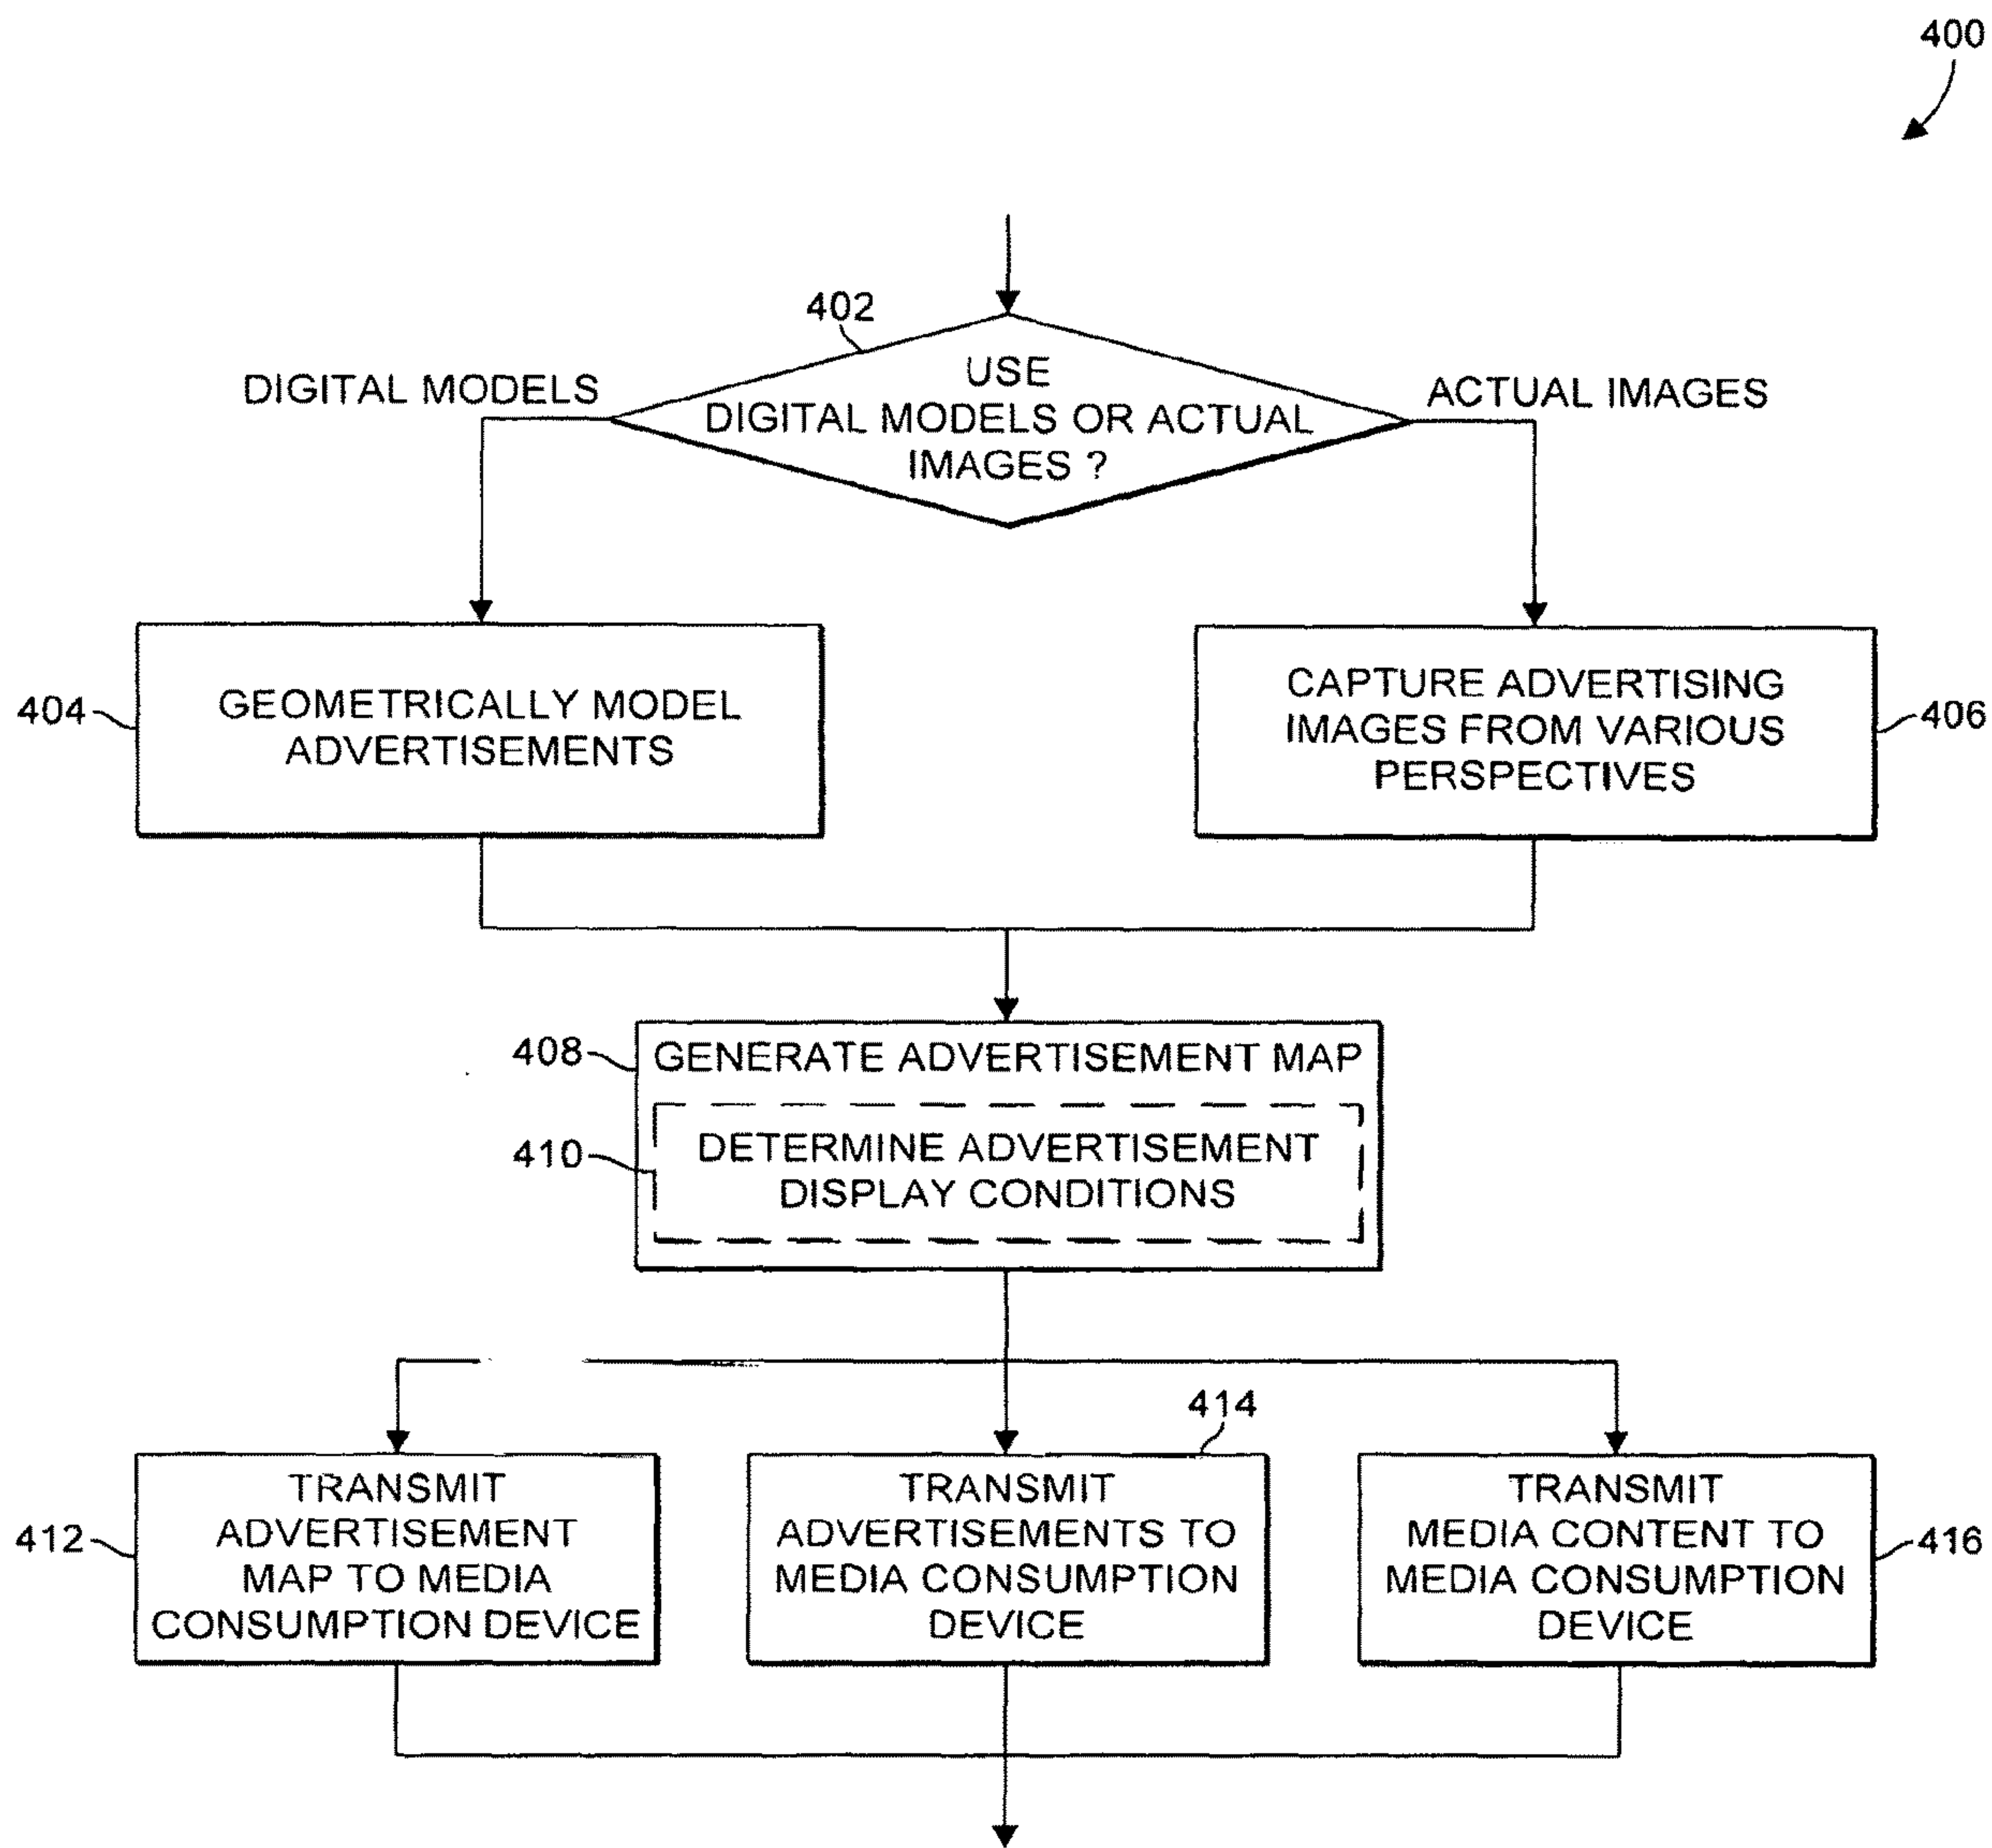 400
402
USE
DIGITAL MODELS OR ACTUAL
IMAGES ?
DIGITAL MODELS
ACTUAL IMAGES
404
GEOMETRICALLY MODEL
ADVERTISEMENTS
CAPTURE ADVERTISING
IMAGES FROM VARIOUS
PERSPECTIVES
406
408
GENERATE ADVERTISEMENT MAP
410
DETERMINE ADVERTISEMENT
DISPLAY CONDITIONS
412
TRANSMIT
ADVERTISEMENT
MAP TO MEDIA
CONSUMPTION DEVICE
414
TRANSMIT
ADVERTISEMENTS TO
MEDIA CONSUMPTION
DEVICE
TRANSMIT
MEDIA CONTENT TO
MEDIA CONSUMPTION
DEVICE
416